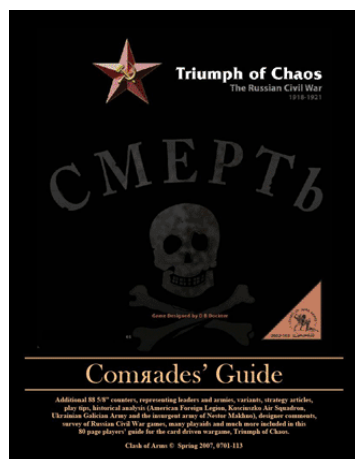 Triumph of Chaos
The Russian Civil War
1918-1921
СМЕРТЬ
Game Designed by D B Dockter
Comrades' Guide
Additional 88 5/8" counters, representing leaders and armies, variants, strategy articles,
play tips, historical analysis (American Foreign Legion, Kosciuszko Air Squadron,
Ukrainian Galician Army and the insurgent army of Nestor Makhno), designer comments,
survey of Russian Civil War games, many playaids and much more included in this
80 page players' guide for the card driven wargame, Triumph of Chaos.
Clash of Arms © Spring 2007, 0701-113